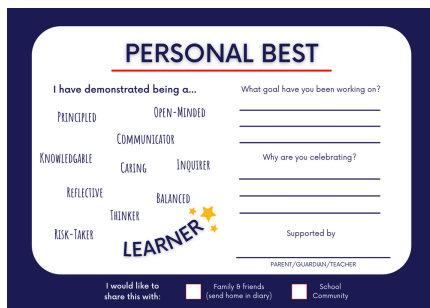 PERSONAL BEST
I have demonstrated being a...
PRINCIPLED
OPEN-MINDED
COMMUNICATOR
KNOWLEDGABLE
CARING
INQUIRER
REFLECTIVE
BALANCED
THINKER
RISK-TAKER
LEARNER
What goal have you been working on?
Why are you celebrating?
Supported by
PARENT/GUARDIAN/TEACHER
I would like to
share this with:
Family & friends
(send home in diary)
School
Community